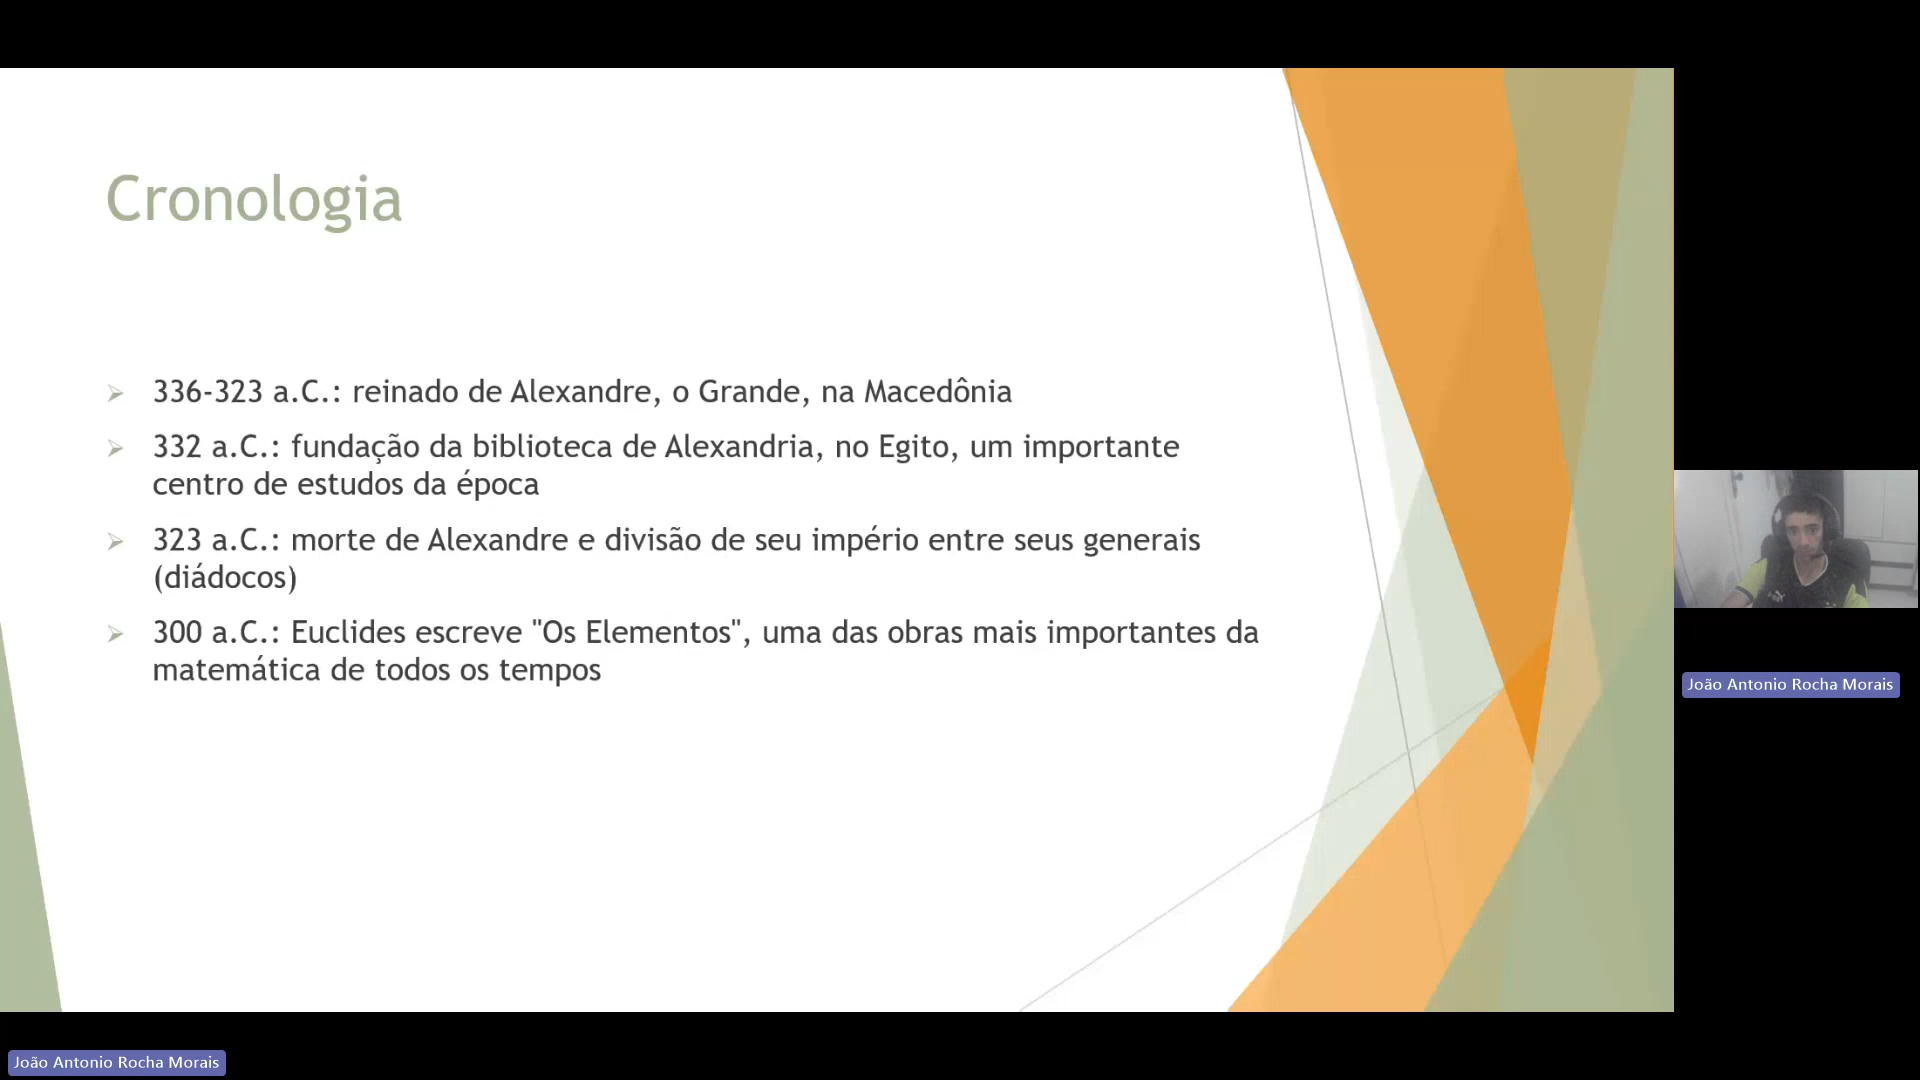 Cronologia
336-323 a.C.: reinado de Alexandre, o Grande, na Macedônia
332 a.C.: fundação da biblioteca de Alexandria, no Egito, um importante
centro de estudos da época
323 a.C.: morte de Alexandre e divisão de seu império entre seus generais
(diádocos)
300 a.C.: Euclides escreve "Os Elementos", uma das obras mais importantes da
matemática de todos os tempos
João Antonio Rocha Morais
João Antonio Rocha Morais